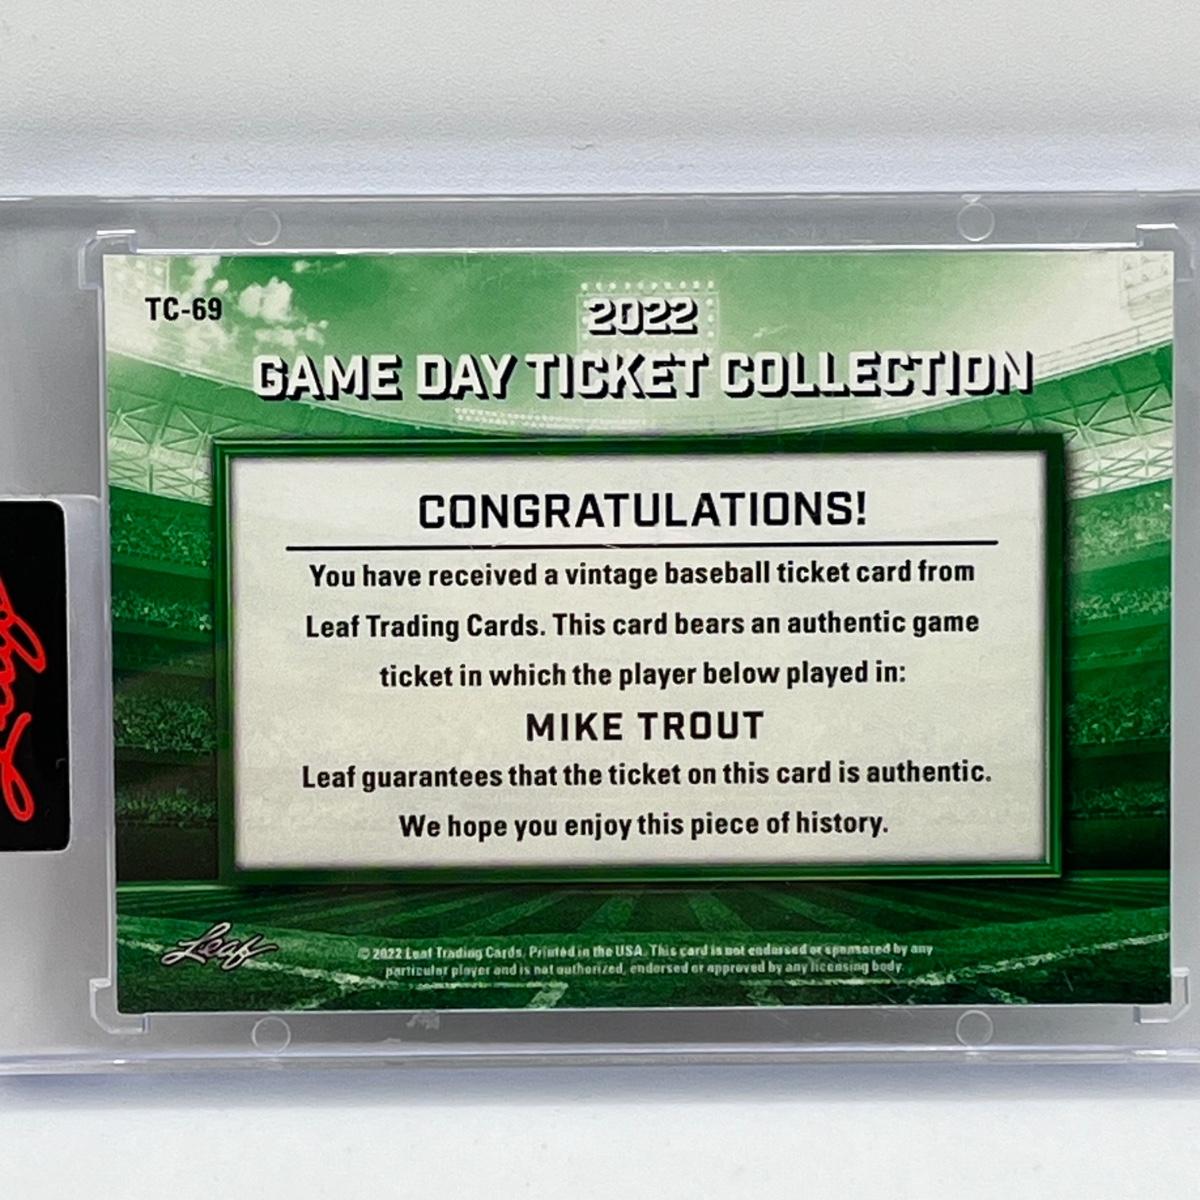 TC-69
2022
GAME DAY TICKET COLLECTION
CONGRATULATIONS!
You have received a vintage baseball ticket card from
Leaf Trading Cards. This card bears an authentic game
ticket in which the player below played in:
MIKE TROUT
Leaf guarantees that the ticket on this card is authentic.
We hope you enjoy this piece of history.
Leaf
© 2022 Leaf Trading Cards. Printed in the USA. This card is not endorsed or sponsored by any
particular player and is not authorized, endorsed or approved by any licensing body.